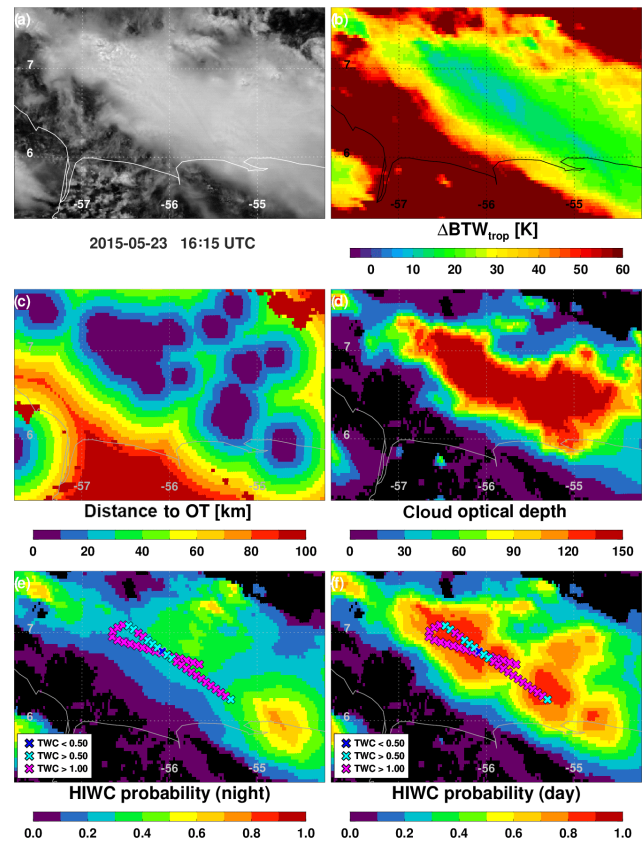 (a)
7
6
-57
-56
-55
2015-05-23 16:15 UTC
(b)
7
6
-57
-56
-55
ΔBTWtrop [K]
0 10 20 30 40 50 60
(c)
7
6
-57
-56
-55
Distance to OT [km]
0 20 40 60 80 100
(d)
7
6
-57
-56
-55
Cloud optical depth
0 30 60 90 120 150
(e)
7
6
-56
-55
TWC < 0.50
TWC > 0.50
TWC > 1.00
HIWC probability (night)
0.0 0.2 0.4 0.6 0.8 1.0
(f)
7
6
-56
-55
TWC < 0.50
TWC > 0.50
TWC > 1.00
HIWC probability (day)
0.0 0.2 0.4 0.6 0.8 1.0